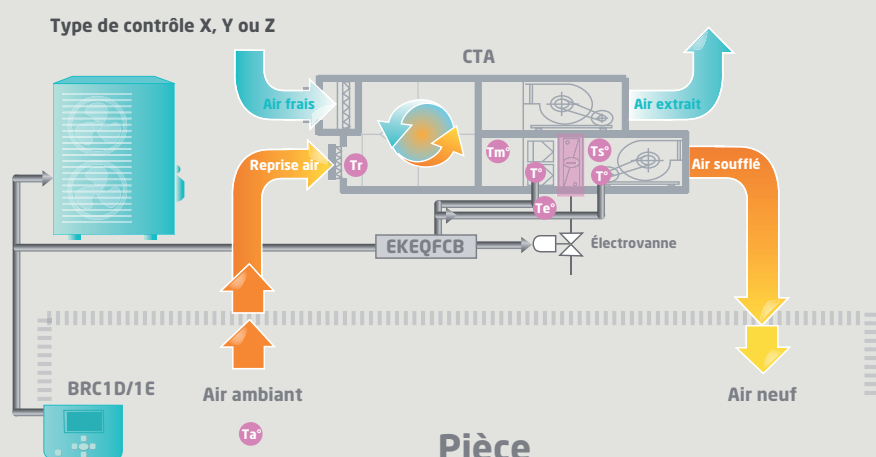 Type de contrôle X, Y ou Z
CTA
Air frais
Air extrait
Reprise air
Tr
Tm°
Ts°
T°
T°
Air soufflé
Te°
EKEQFCB
Électrovanne
BRC1D/1E
Air ambiant
Air neuf
Ta°
Pièce